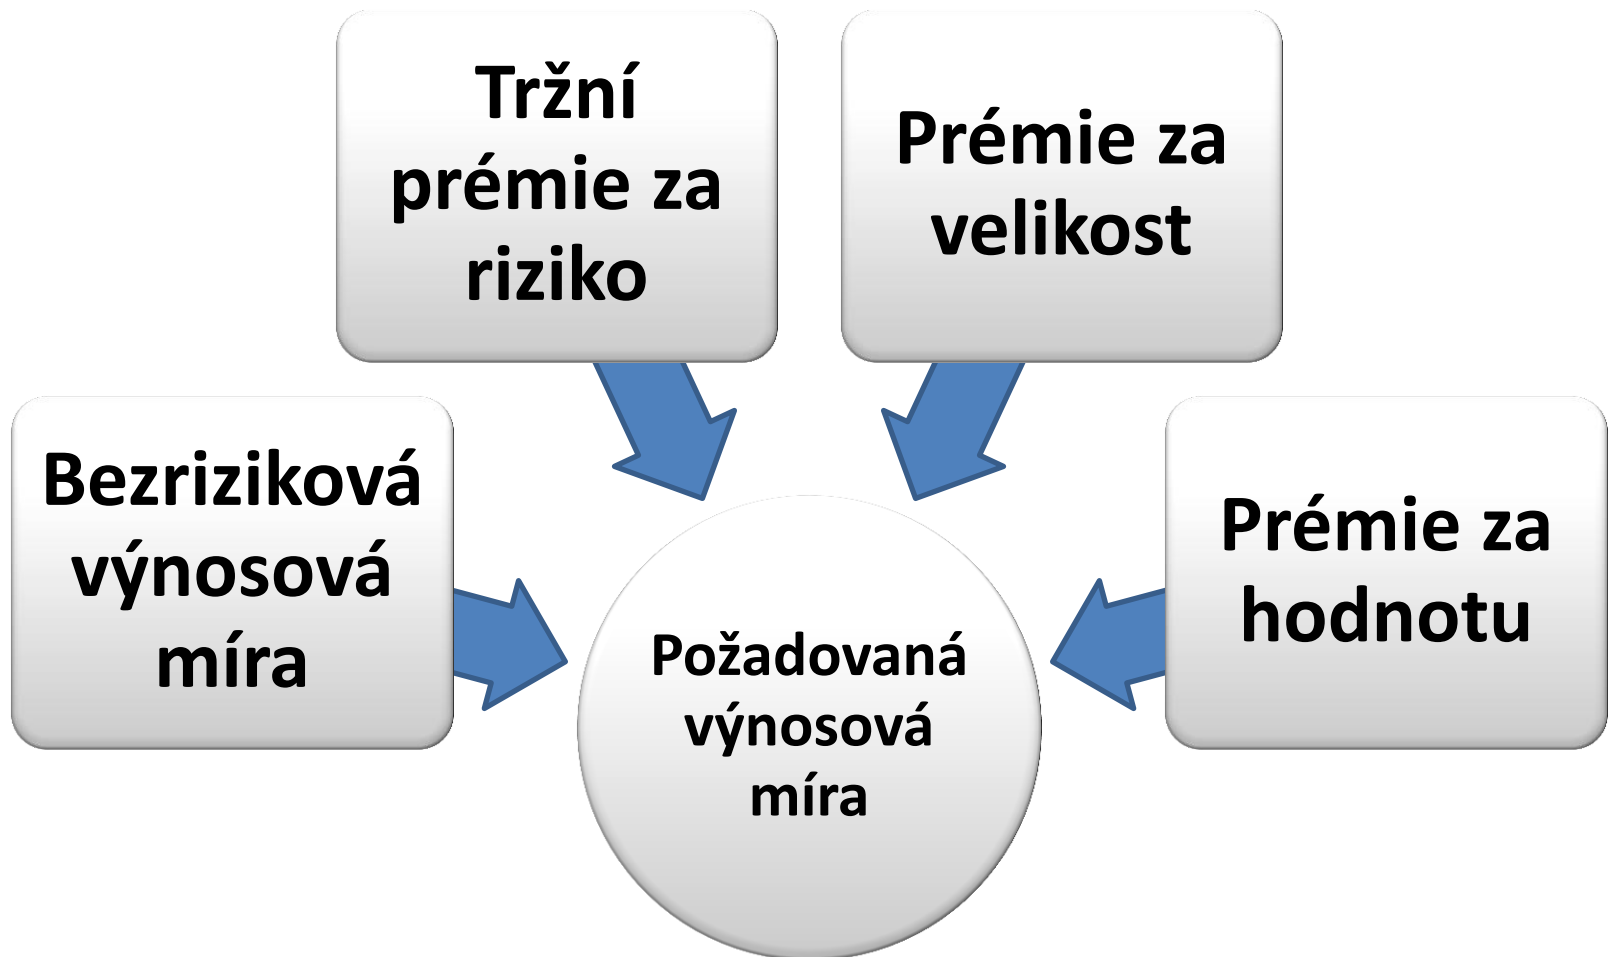 Tržní
prémie za
riziko
Prémie za
velikost
Bezriziková
výnosová
míra
Prémie za
hodnotu
Požadovaná
výnosová
míra